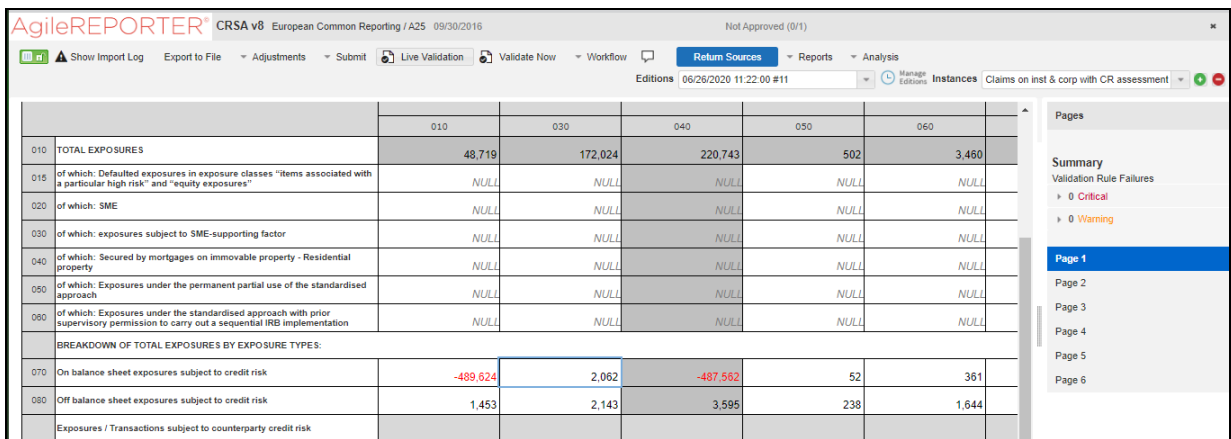 AgileREPORTER® CRSA v8 European Common Reporting / A25 09/30/2016 Not Approved (0/1)
Show Import Log Export to File Adjustments Submit Live Validation Validate Now Workflow Return Sources Reports Analysis
Editions 06/26/2020 11:22:00 #11 Manage Editions Instances Claims on inst & corp with CR assessment
Pages
010 030 040 050 060
010 TOTAL EXPOSURES 48,719 172,024 220,743 502 3,460
Summary
Validation Rule Failures
015 of which: Defaulted exposures in exposure classes “items associated with
a particular high risk” and “equity exposures” NULL NULL NULL NULL NULL
0 Critical
020 of which: SME NULL NULL NULL NULL NULL
0 Warning
030 of which: exposures subject to SME-supporting factor NULL NULL NULL NULL NULL
040 of which: Secured by mortgages on immovable property - Residential
property NULL NULL NULL NULL NULL
Page 1
050 of which: Exposures under the permanent partial use of the standardised
approach NULL NULL NULL NULL NULL
Page 2
Page 3
060 of which: Exposures under the standardised approach with prior
supervisory permission to carry out a sequential IRB implementation NULL NULL NULL NULL NULL
Page 4
BREAKDOWN OF TOTAL EXPOSURES BY EXPOSURE TYPES:
Page 5
070 On balance sheet exposures subject to credit risk -489,624 2,062 -487,562 52 361
Page 6
080 Off balance sheet exposures subject to credit risk 1,453 2,143 3,595 238 1,644
Exposures / Transactions subject to counterparty credit risk